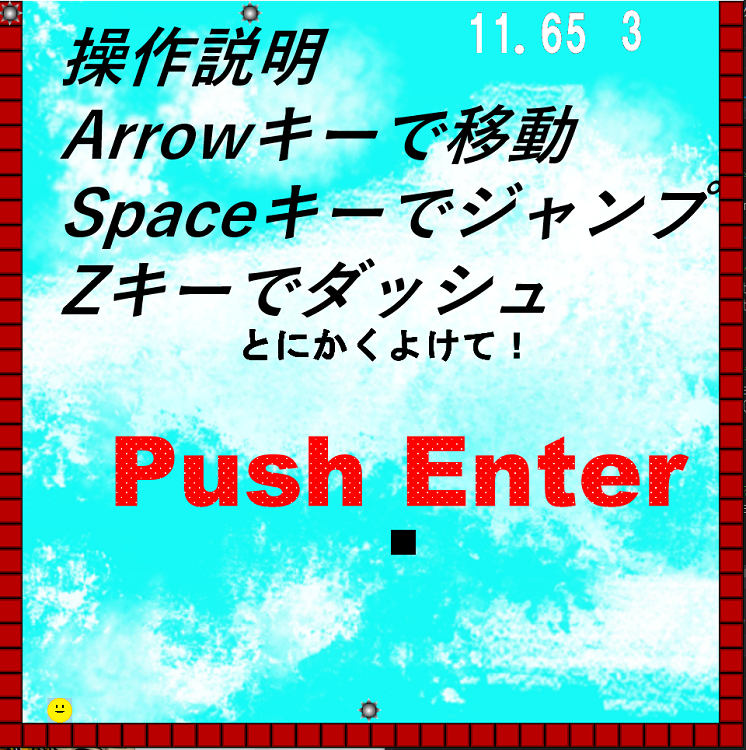 11.65 3
操作説明
Arrowキーで移動
Spaceキーでジャンプ
Zキーでダッシュ
とにかくよけて！
Push Enter